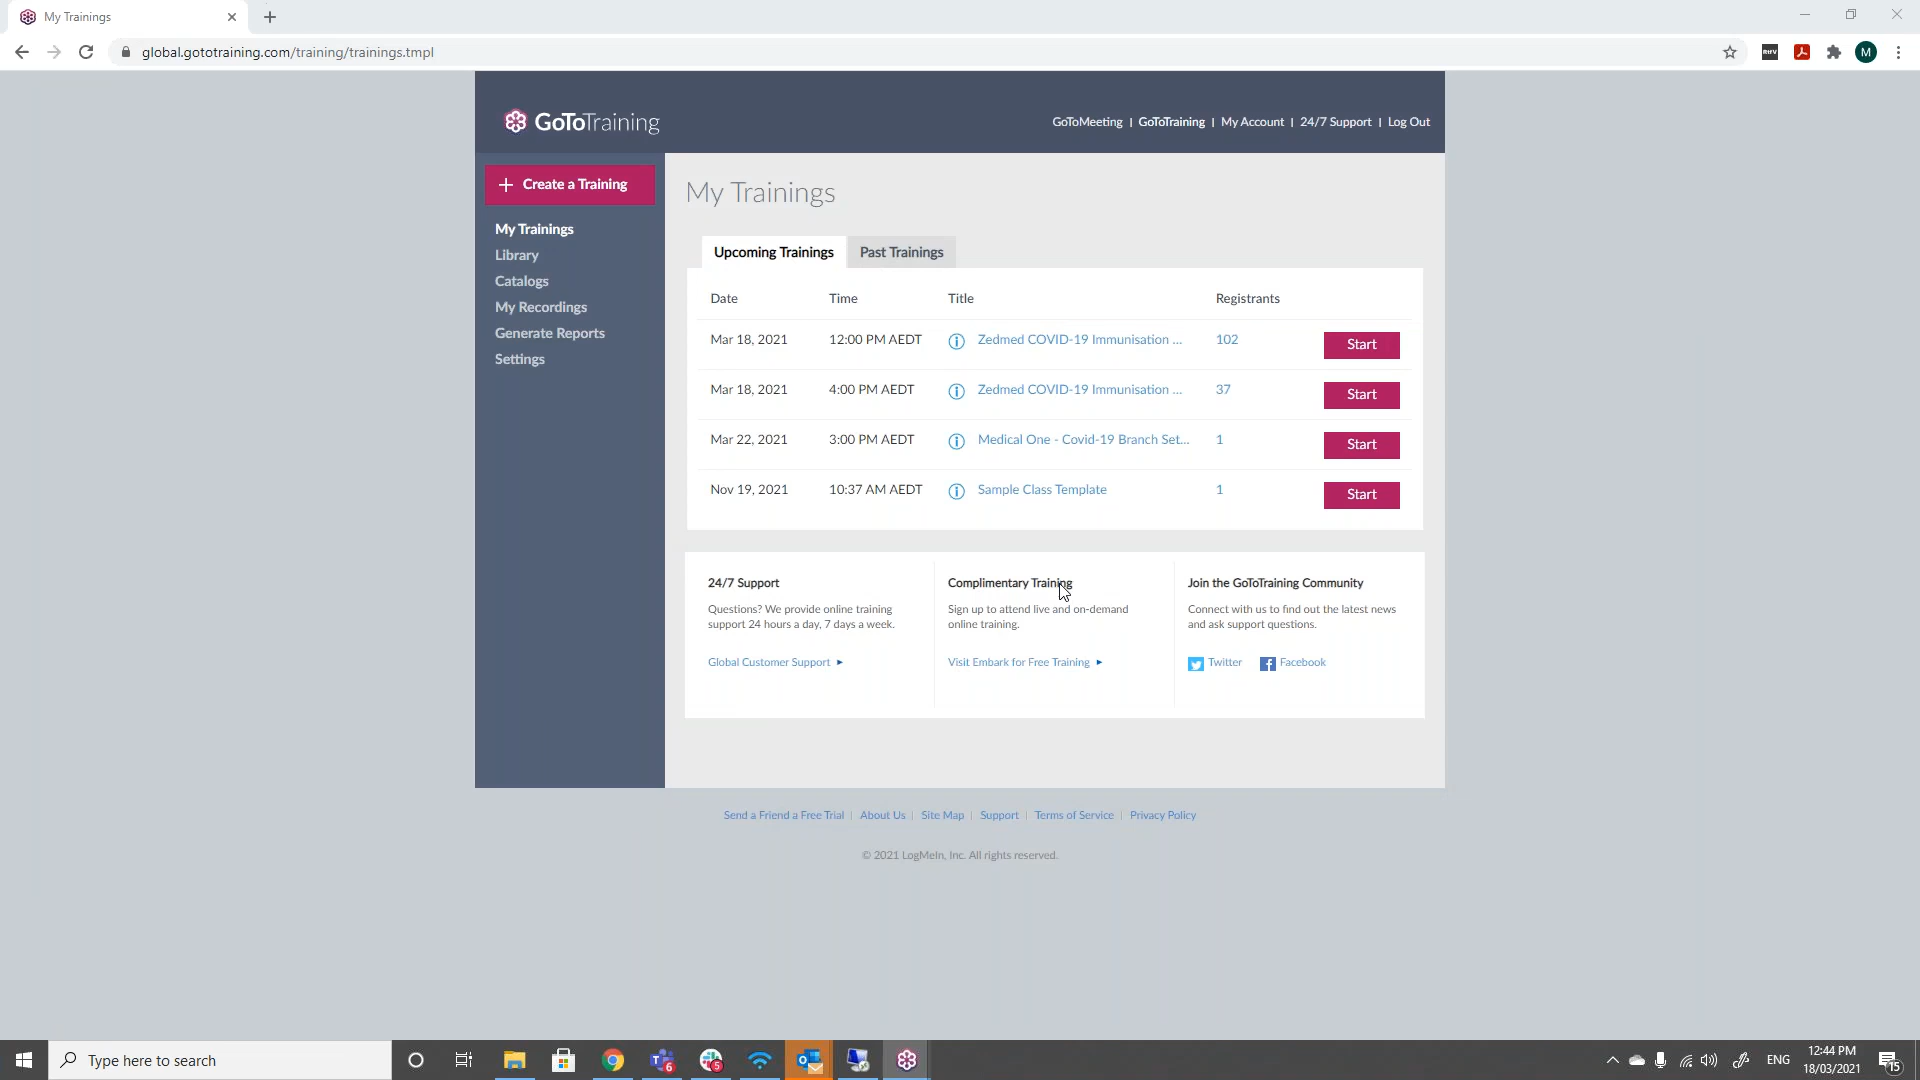 My Trainings
global.gototraining.com/training/trainings.tmpl
M
GoToTraining
GoToMeeting | GoToTraining | My Account | 24/7 Support | Log Out
+ Create a Training
My Trainings
Library
Catalogs
My Recordings
Generate Reports
Settings
My Trainings
Upcoming Trainings Past Trainings
Date Time Title Registrants
Mar 18, 2021 12:00 PM AEDT Zedmed COVID-19 Immunisation ... 102 Start
Mar 18, 2021 4:00 PM AEDT Zedmed COVID-19 Immunisation ... 37 Start
Mar 22, 2021 3:00 PM AEDT Medical One - Covid-19 Branch Set... 1 Start
Nov 19, 2021 10:37 AM AEDT Sample Class Template 1 Start
24/7 Support
Questions? We provide online training
support 24 hours a day, 7 days a week.
Global Customer Support
Complimentary Training
Sign up to attend live and on-demand
online training.
Visit Embark for Free Training
Join the GoToTraining Community
Connect with us to find out the latest news
and ask support questions.
Twitter Facebook
Send a Friend a Free Trial | About Us | Site Map | Support | Terms of Service | Privacy Policy
© 2021 LogMeIn, Inc. All rights reserved.
Type here to search
6
5
ENG
12:44 PM
18/03/2021
15